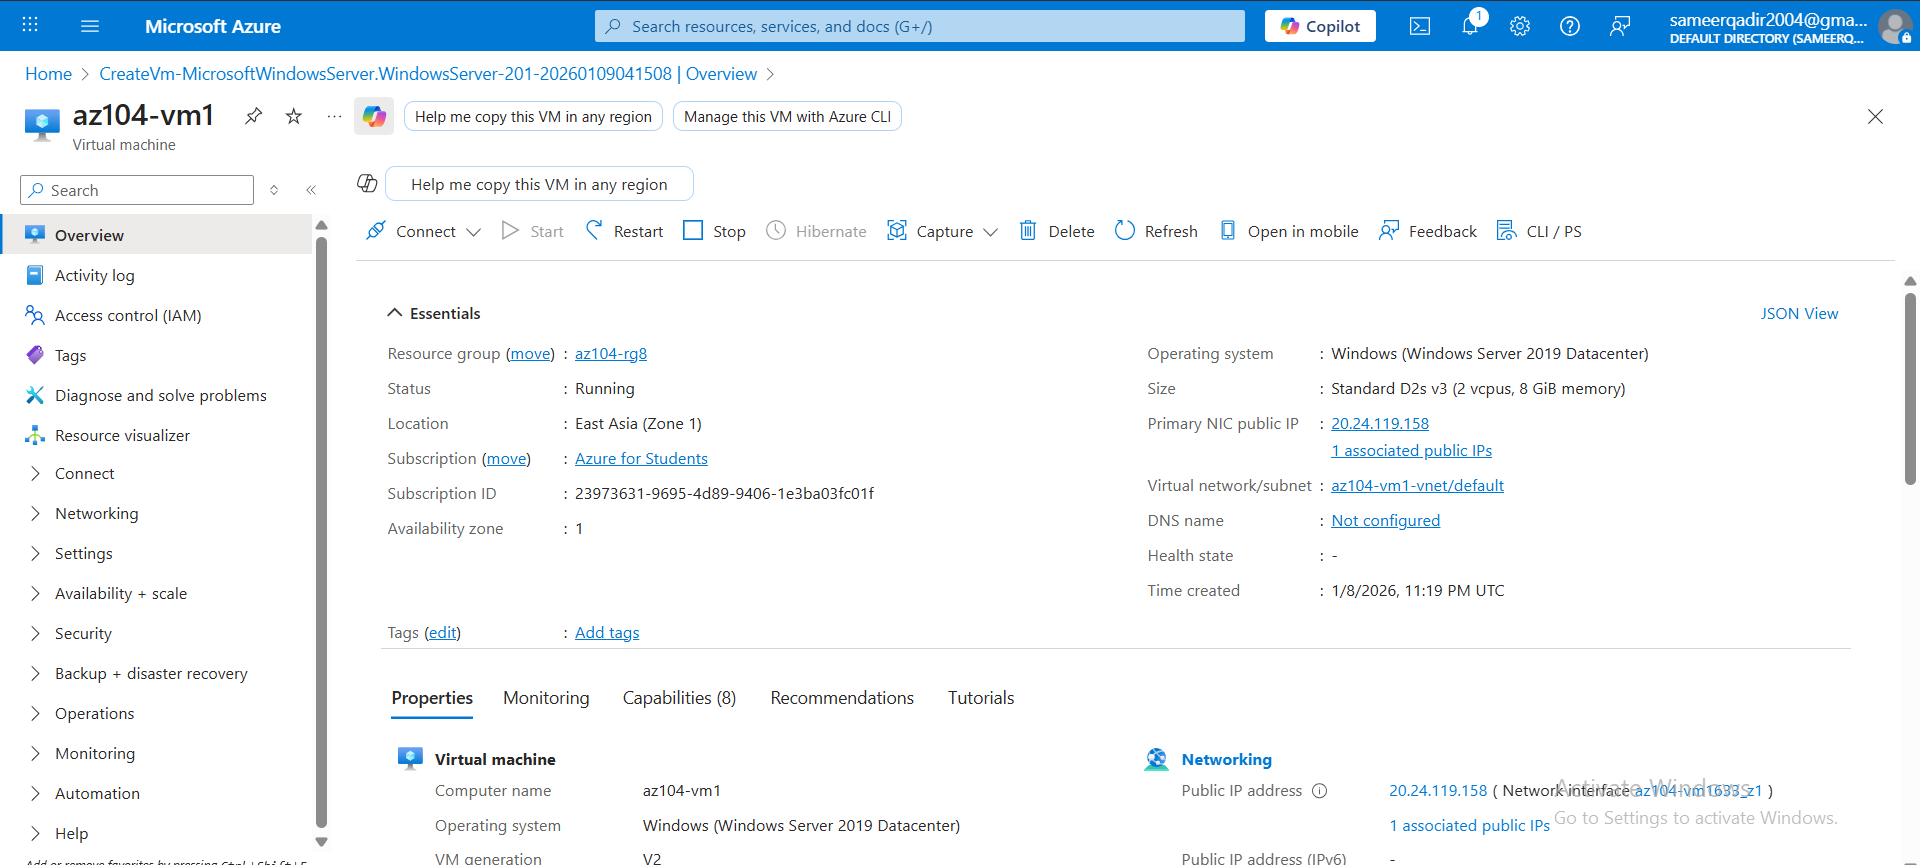 Microsoft Azure
Search resources, services, and docs (G+/)
Copilot
1
sameerqadir2004@gma...
DEFAULT DIRECTORY (SAMEERQ...
Home > CreateVm-MicrosoftWindowsServer.WindowsServer-201-20260109041508 | Overview >
az104-vm1
Virtual machine
...
Help me copy this VM in any region
Manage this VM with Azure CLI
Search
Help me copy this VM in any region
Connect
Start
Restart
Stop
Hibernate
Capture
Delete
Refresh
Open in mobile
Feedback
CLI / PS
Overview
Activity log
Access control (IAM)
Tags
Diagnose and solve problems
Resource visualizer
Connect
Networking
Settings
Availability + scale
Security
Backup + disaster recovery
Operations
Monitoring
Automation
Help
Add or remove favorites by pressing Ctrl+Shift+F
Essentials
JSON View
Resource group (move) : az104-rg8
Status : Running
Location : East Asia (Zone 1)
Subscription (move) : Azure for Students
Subscription ID : 23973631-9695-4d89-9406-1e3ba03fc01f
Availability zone : 1
Operating system : Windows (Windows Server 2019 Datacenter)
Size : Standard D2s v3 (2 vcpus, 8 GiB memory)
Primary NIC public IP : 20.24.119.158
1 associated public IPs
Virtual network/subnet : az104-vm1-vnet/default
DNS name : Not configured
Health state : -
Time created : 1/8/2026, 11:19 PM UTC
Tags (edit) : Add tags
Properties
Monitoring
Capabilities (8)
Recommendations
Tutorials
Virtual machine
Computer name az104-vm1
Operating system Windows (Windows Server 2019 Datacenter)
VM generation V2
Networking
Public IP address 20.24.119.158 ( Network interface az104-vm1633_z1 )
1 associated public IPs
Public IP address (IPv6) -
Activate Windows
Go to Settings to activate Windows.